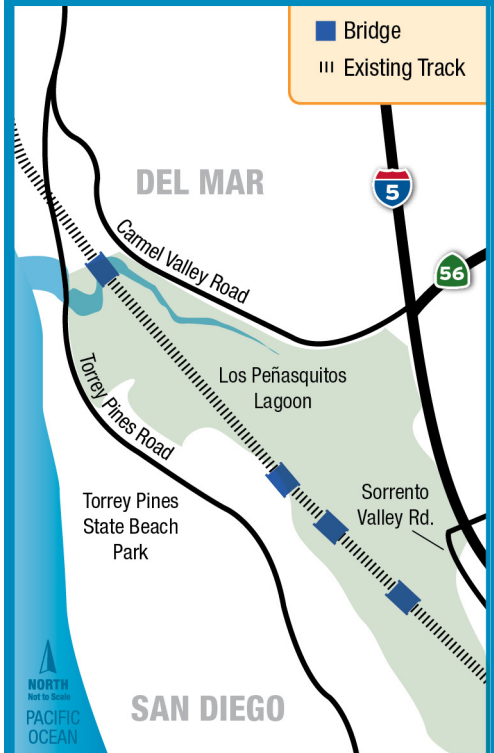 Bridge
Existing Track
DEL MAR
5
Carmel Valley Road
56
Los Peñasquitos
Lagoon
Torrey Pines Road
Sorrento
Valley Rd.
Torrey Pines
State Beach
Park
NORTH
Not to Scale
PACIFIC
OCEAN
SAN DIEGO